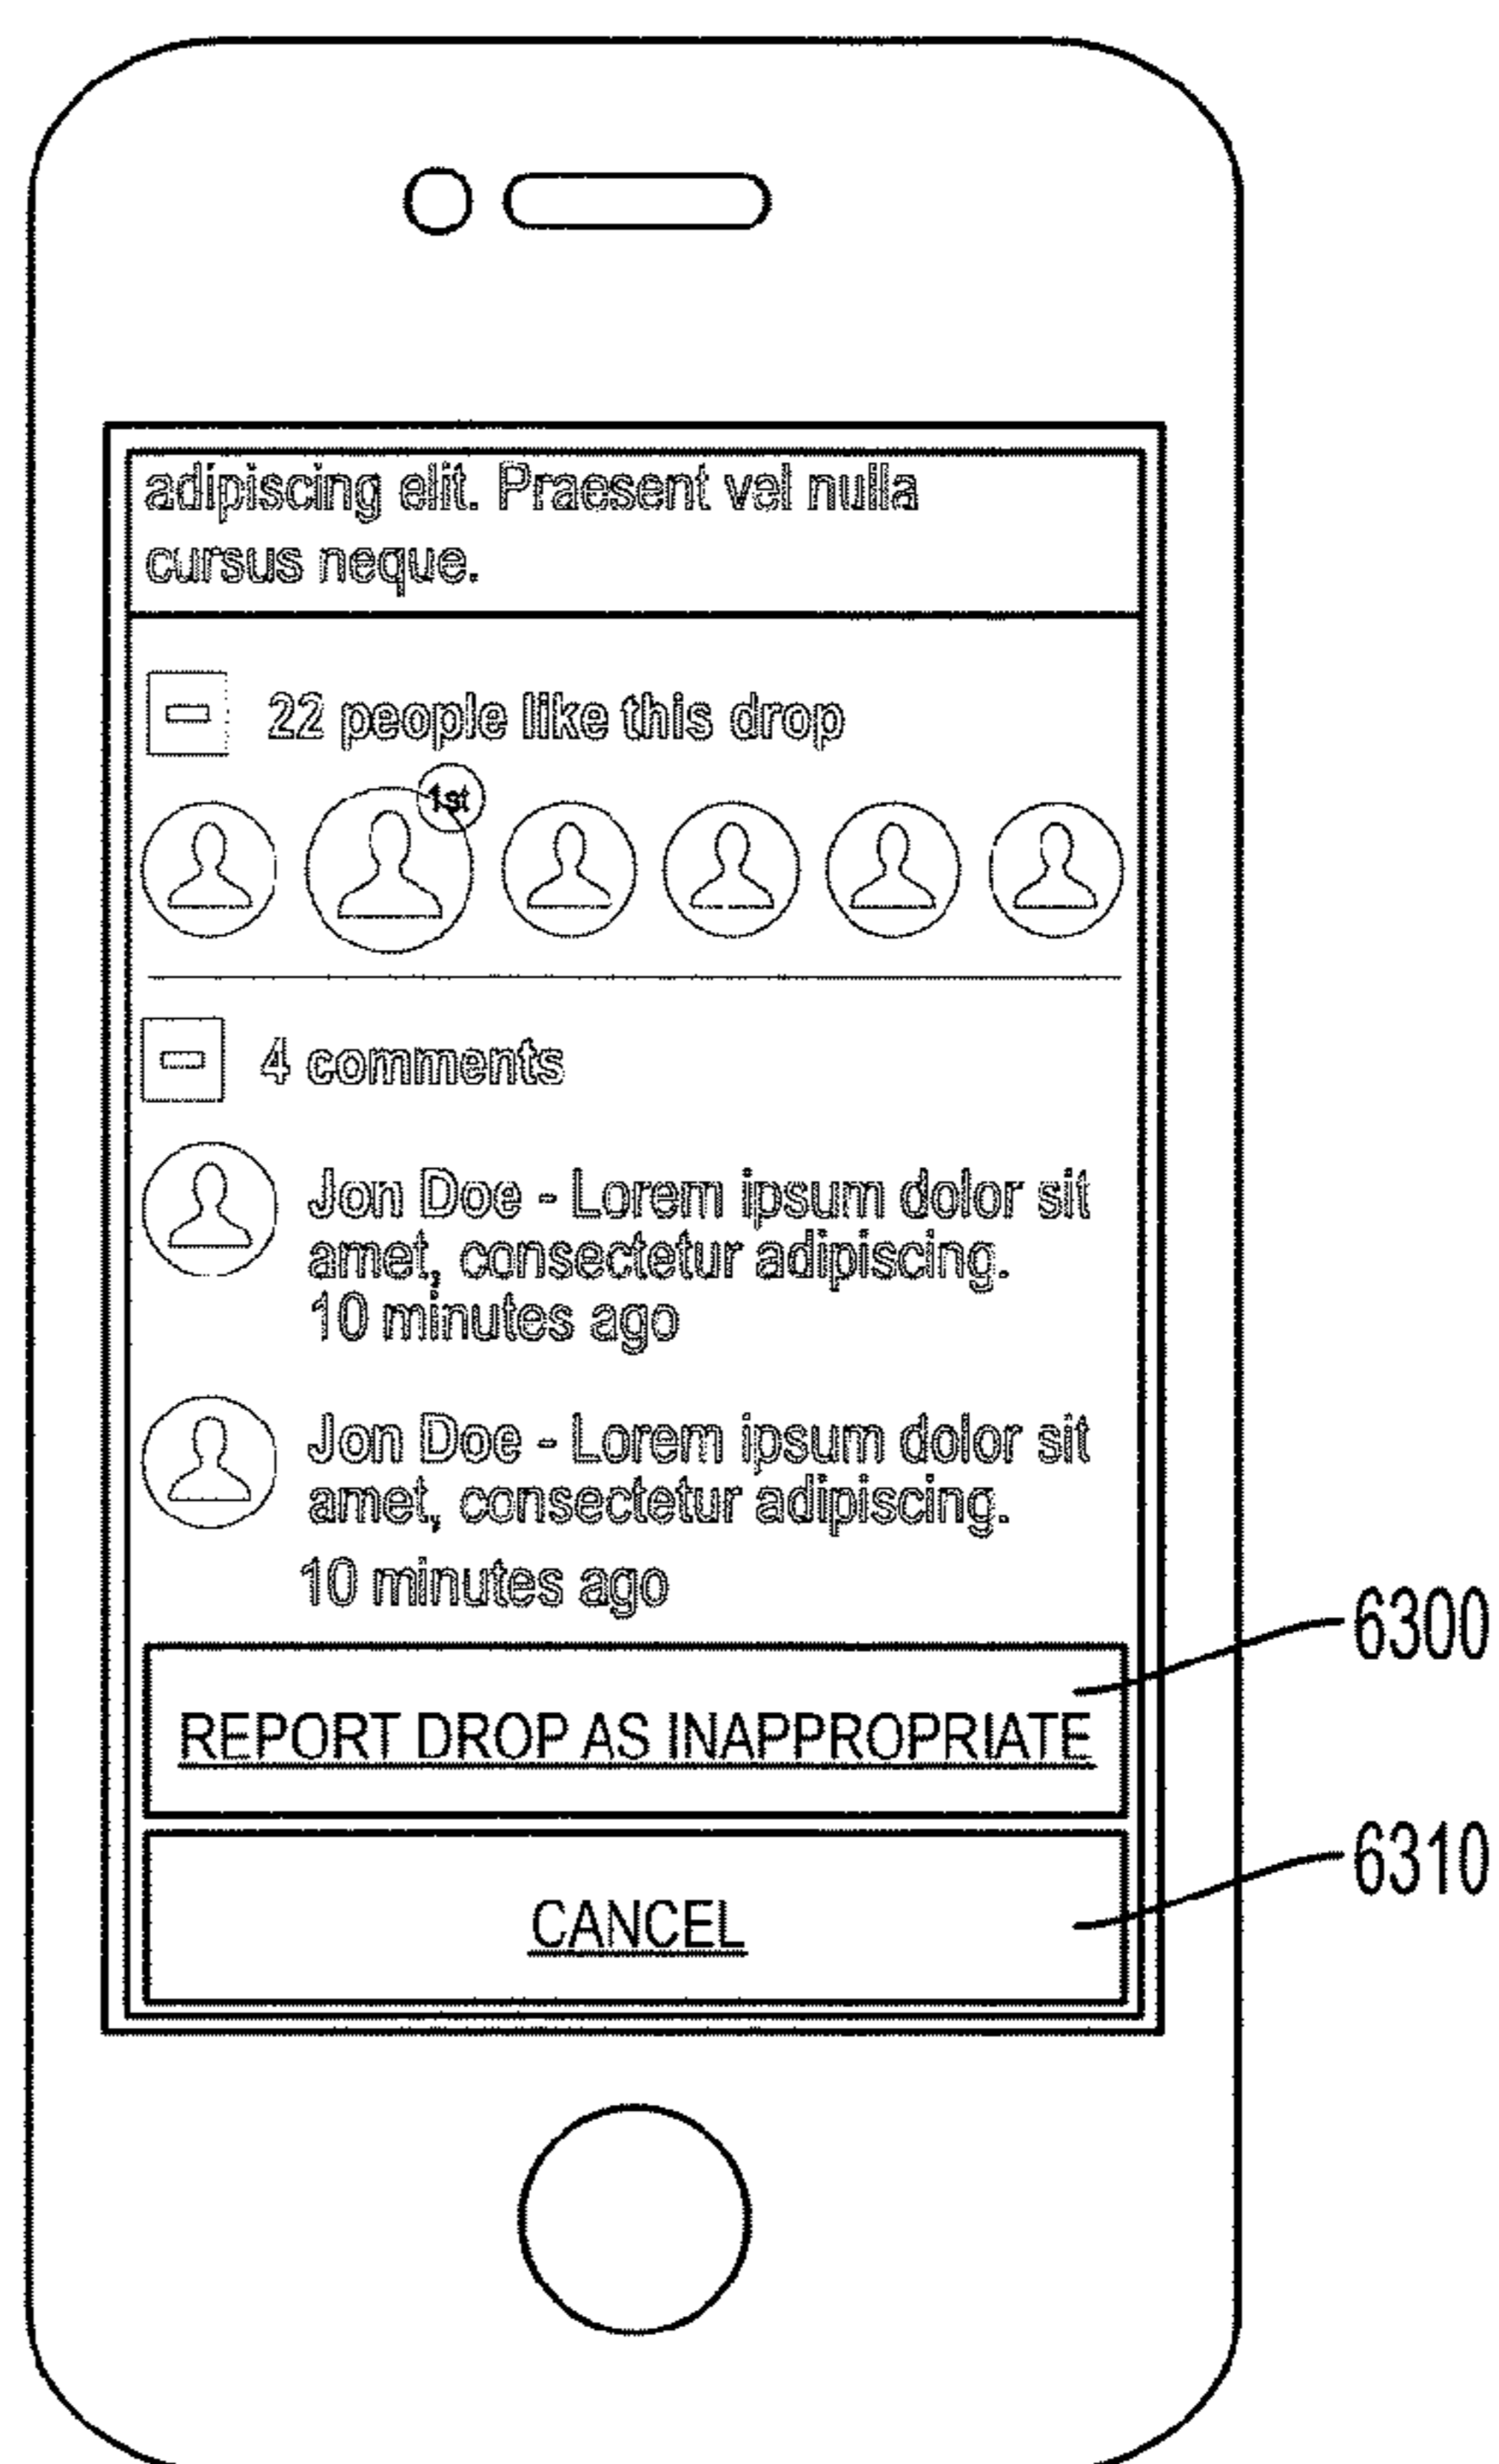 adipiscing elit. Praesent vel nulla
cursus neque.
22 people like this drop
1st
4 comments
Jon Doe - Lorem ipsum dolor sit
amet, consectetur adipiscing.
10 minutes ago
Jon Doe - Lorem ipsum dolor sit
amet, consectetur adipiscing.
10 minutes ago
6300
REPORT DROP AS INAPPROPRIATE
6310
CANCEL